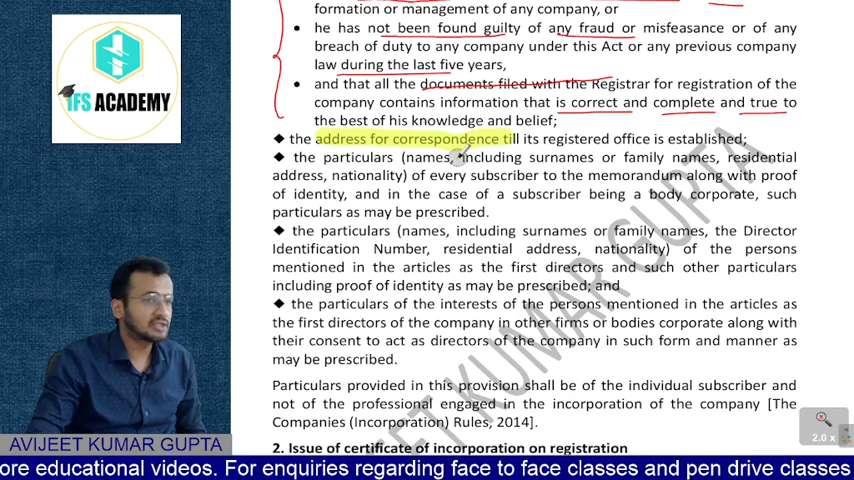 formation or management of any company, or
• he has not been found guilty of any fraud or misfeasance or of any
breach of duty to any company under this Act or any previous company
law during the last five years,
• and that all the documents filed with the Registrar for registration of the
company contains information that is correct and complete and true to
the best of his knowledge and belief;
❖ the address for correspondence till its registered office is established;
❖ the particulars (names, including surnames or family names, residential
address, nationality) of every subscriber to the memorandum along with proof
of identity, and in the case of a subscriber being a body corporate, such
particulars as may be prescribed.
❖ the particulars (names, including surnames or family names, the Director
Identification Number, residential address, nationality) of the persons
mentioned in the articles as the first directors and such other particulars
including proof of identity as may be prescribed; and
❖ the particulars of the interests of the persons mentioned in the articles as
the first directors of the company in other firms or bodies corporate along with
their consent to act as directors of the company in such form and manner as
may be prescribed.
Particulars provided in this provision shall be of the individual subscriber and
not of the professional engaged in the incorporation of the company [The
Companies (Incorporation) Rules, 2014].
2. Issue of certificate of incorporation on registration
IFS ACADEMY
KUMAR GUPTA
2.0 x
AVIJEET KUMAR GUPTA
ore educational videos. For enquiries regarding face to face classes and pen drive classes